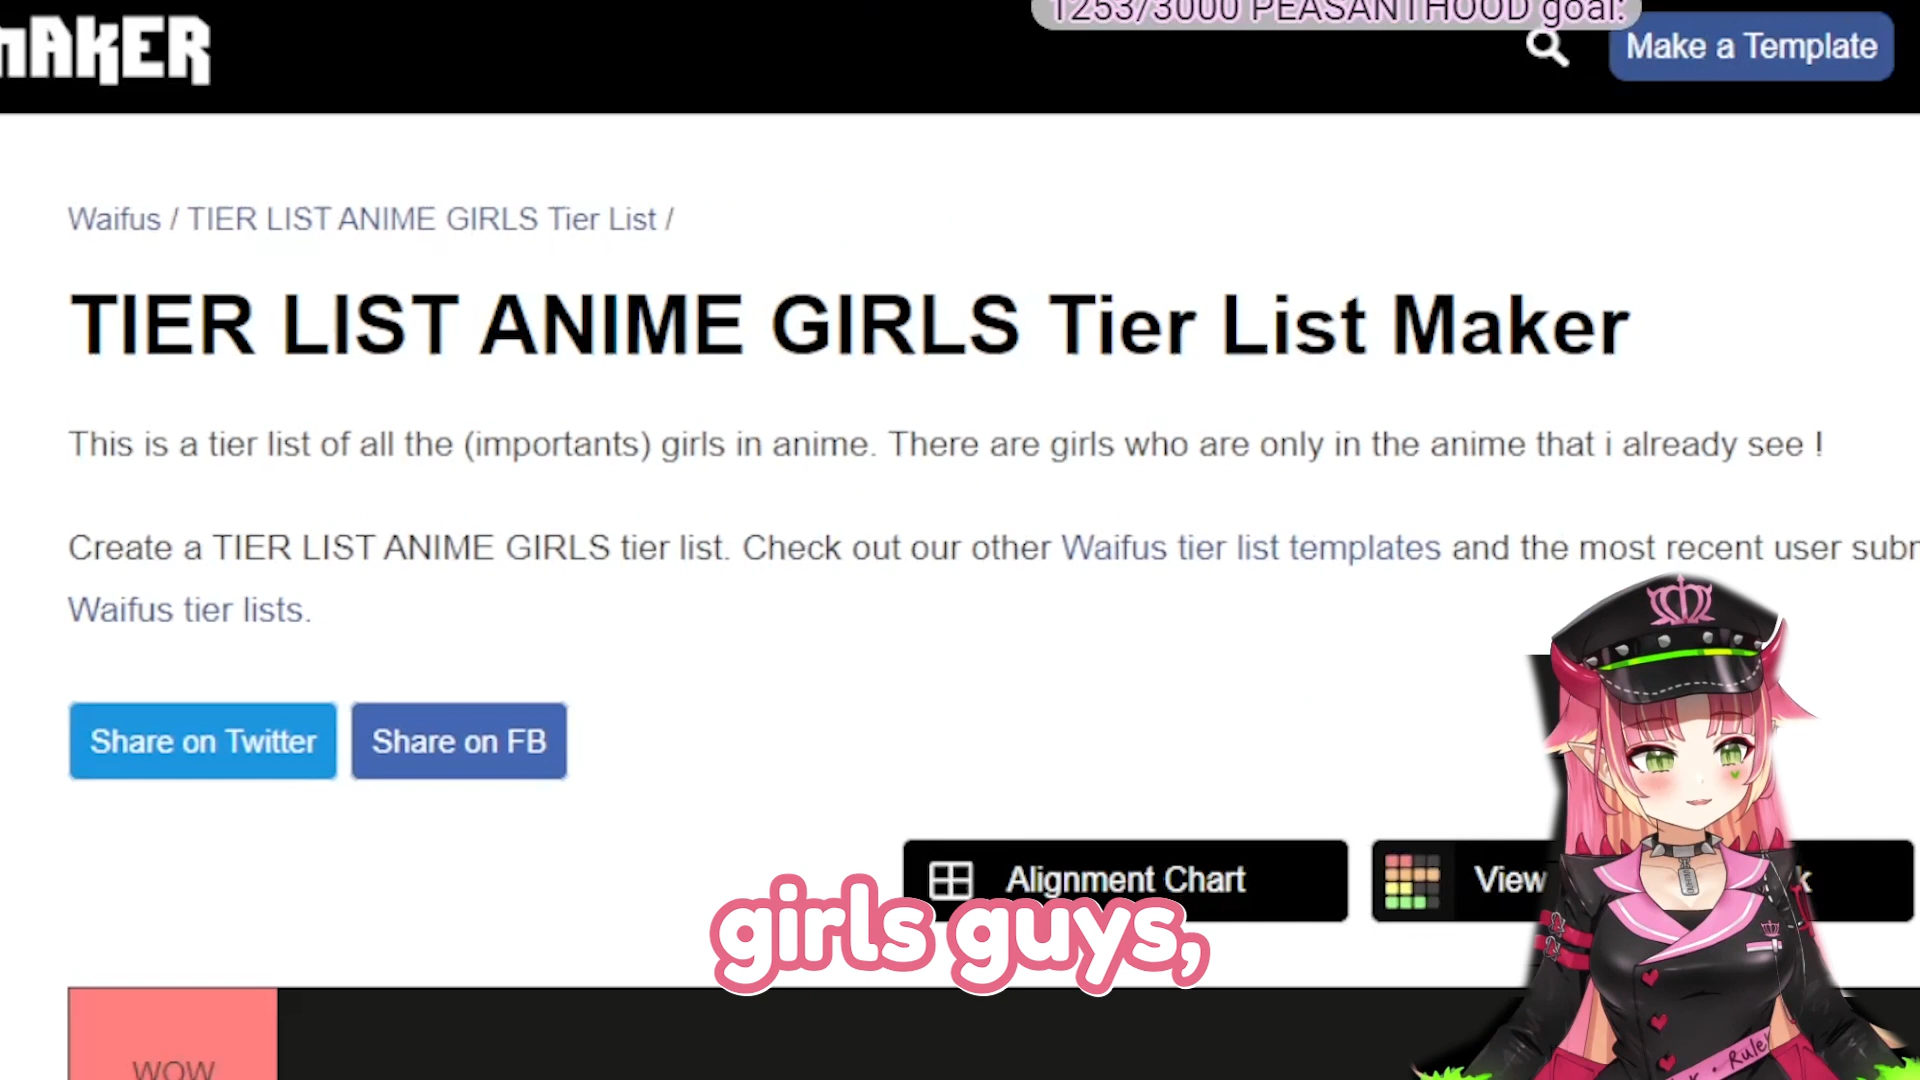 MAKER
1253/3000 PEASANTHOOD goal:
Make a Template
Waifus / TIER LIST ANIME GIRLS Tier List /
TIER LIST ANIME GIRLS Tier List Maker
This is a tier list of all the (importants) girls in anime. There are girls who are only in the anime that i already see !
Create a TIER LIST ANIME GIRLS tier list. Check out our other Waifus tier list templates and the most recent user
Waifus tier lists.
Share on Twitter
Share on FB
Alignment Chart
View
girls guys,
WOW
Ruler